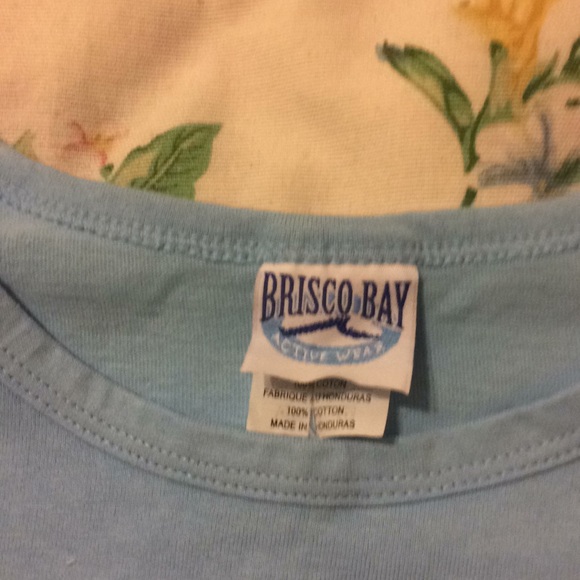 BRISCO BAY
ACTIVE WEAR
COTTON
FABRIQUE HONDURAS
100% COTTON
MADE IN